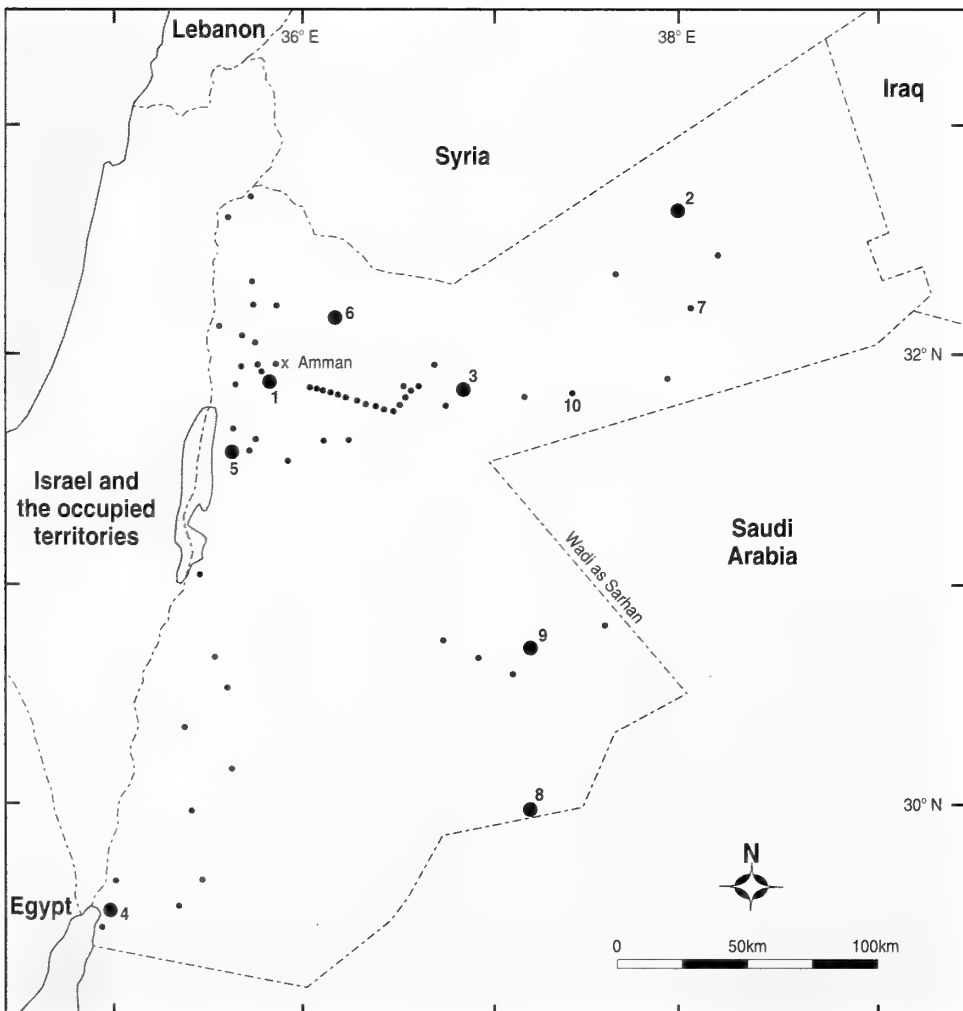 36° E
38° E
Lebanon
Iraq
Syria
2
7
6
32° N
x Amman
3
1
10
5
Israel and
the occupied
territories
Saudi
Arabia
Wadi as Sarhan
9
8
30° N
N
Egypt
4
0 50km 100km